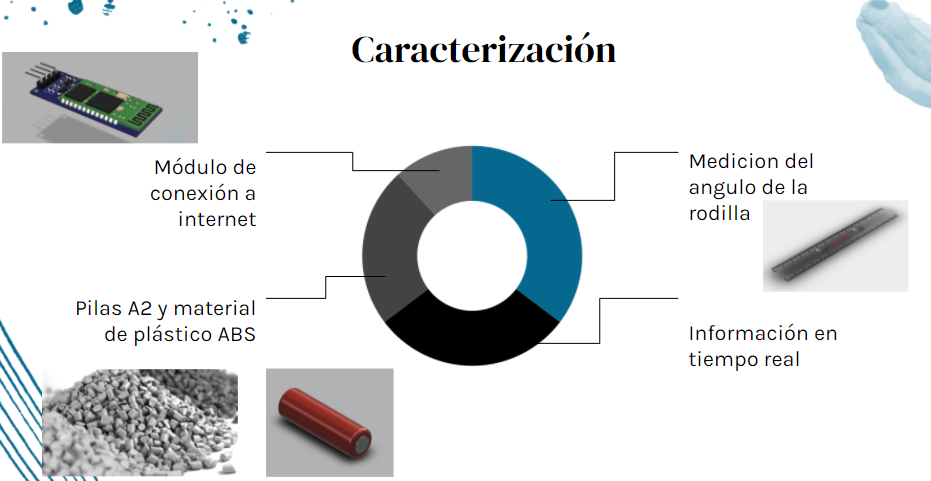 Caracterización
Módulo de
conexión a
internet
Medicion del
angulo de la
rodilla
Pilas A2 y material
de plástico ABS
Información en
tiempo real